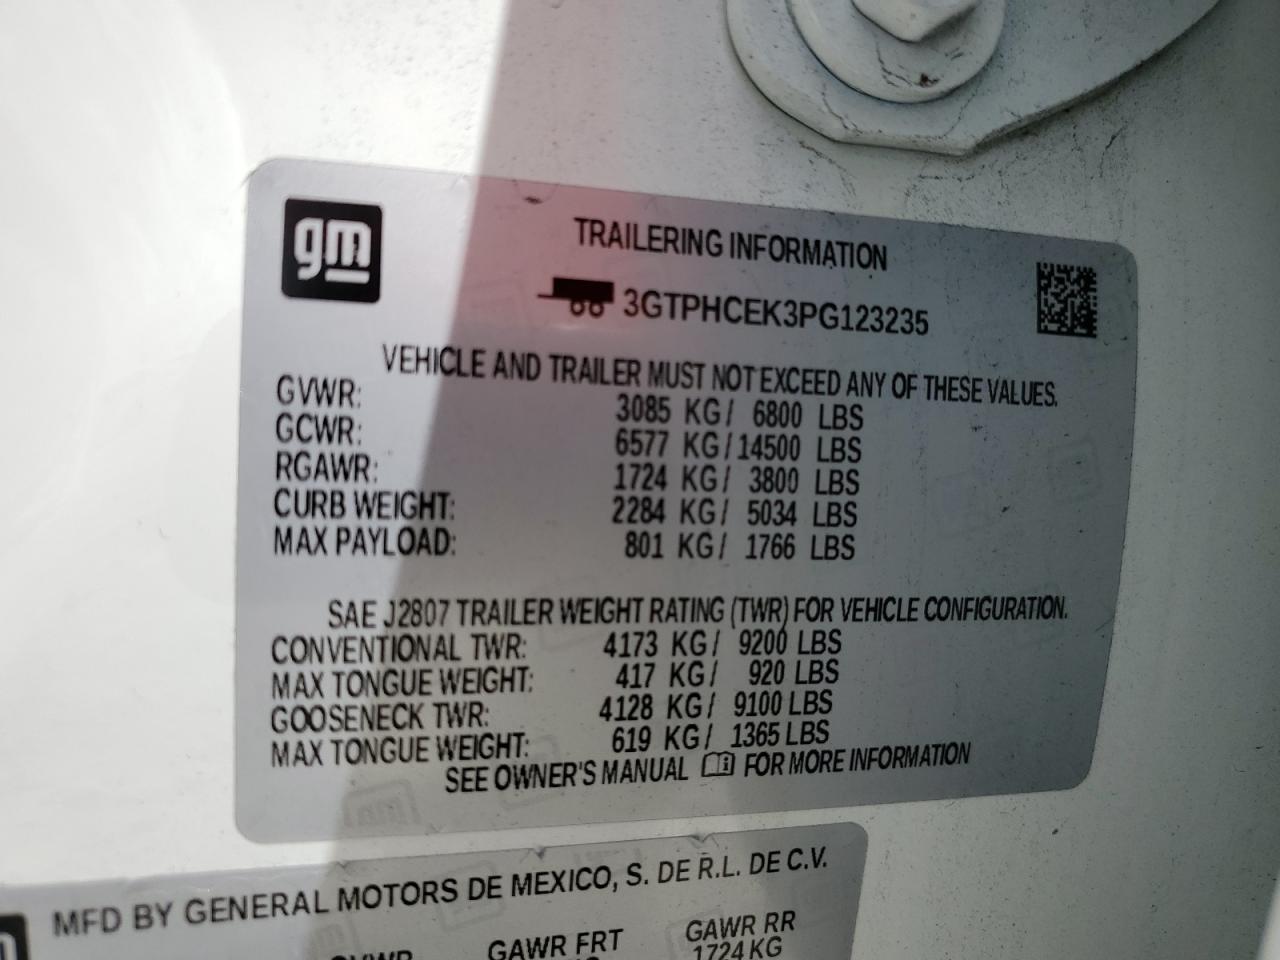 gm
TRAILERING INFORMATION
3GTPHCEK3PG123235
VEHICLE AND TRAILER MUST NOT EXCEED ANY OF THESE VALUES.
GVWR: 3085 KG/ 6800 LBS
GCWR: 6577 KG/14500 LBS
RGAWR: 1724 KG/ 3800 LBS
CURB WEIGHT: 2284 KG/ 5034 LBS
MAX PAYLOAD: 801 KG/ 1766 LBS
SAE J2807 TRAILER WEIGHT RATING (TWR) FOR VEHICLE CONFIGURATION.
CONVENTIONAL TWR: 4173 KG/ 9200 LBS
MAX TONGUE WEIGHT: 417 KG/ 920 LBS
GOOSENECK TWR: 4128 KG/ 9100 LBS
MAX TONGUE WEIGHT: 619 KG/ 1365 LBS
SEE OWNER'S MANUAL FOR MORE INFORMATION
MFD BY GENERAL MOTORS DE MEXICO, S. DE R.L. DE C.V.
GVWR GAWR FRT GAWR RR
1724 KG